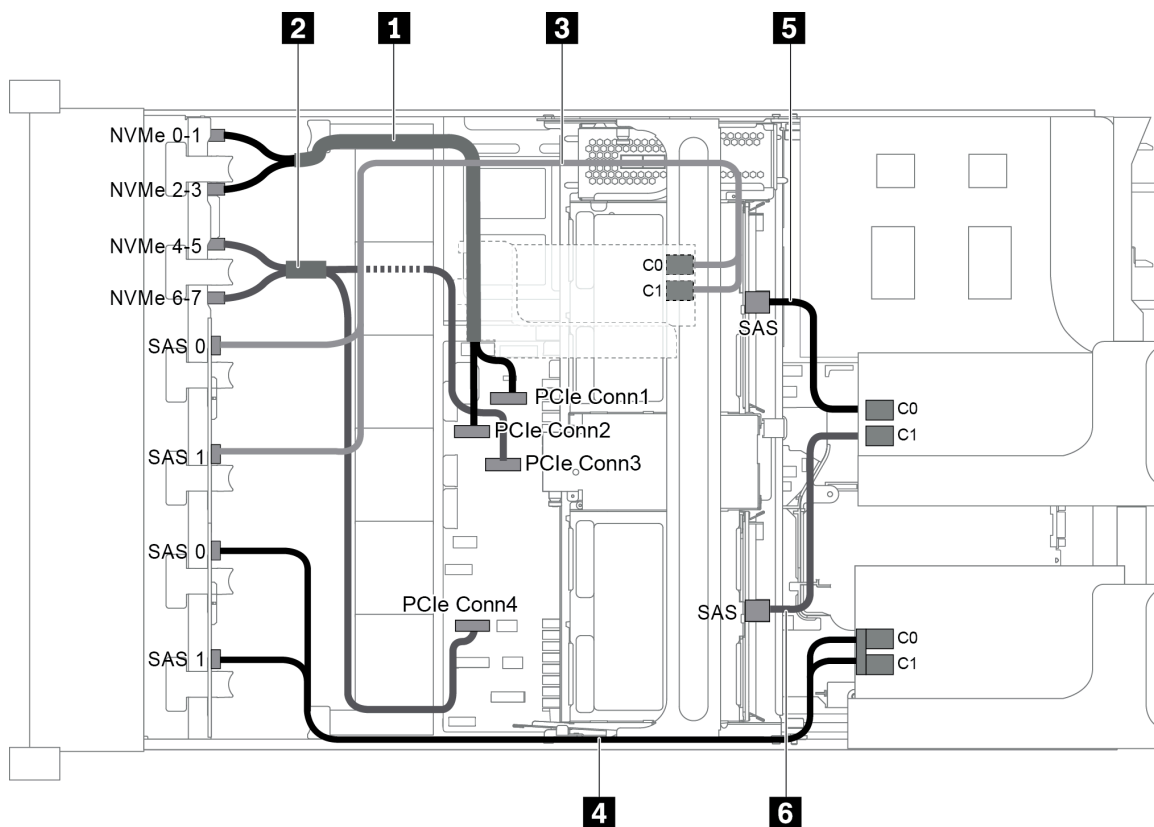 2
1
3
5
NVMe 0-1
NVMe 2-3
NVMe 4-5
NVMe 6-7
C0
C1
SAS
SAS 0
PCIe Conn1
C0
PCIe Conn2
C1
SAS 1
PCIe Conn3
SAS 0
PCIe Conn4
SAS
C0
SAS 1
C1
4
6